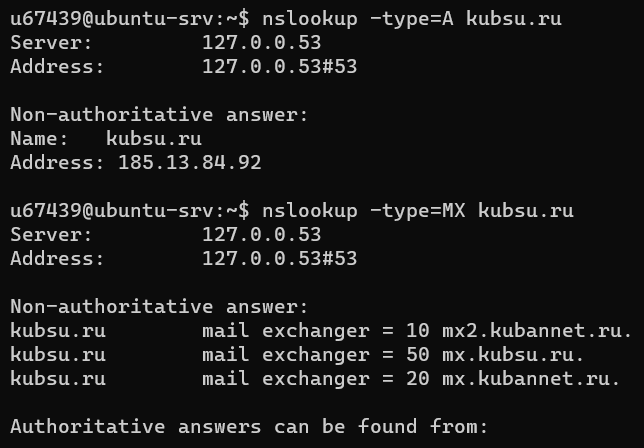 u67439@ubuntu-srv:~$ nslookup -type=A kubsu.ru
Server:         127.0.0.53
Address:        127.0.0.53#53
Non-authoritative answer:
Name:   kubsu.ru
Address: 185.13.84.92
u67439@ubuntu-srv:~$ nslookup -type=MX kubsu.ru
Server:         127.0.0.53
Address:        127.0.0.53#53
Non-authoritative answer:
kubsu.ru        mail exchanger = 10 mx2.kubannet.ru.
kubsu.ru        mail exchanger = 50 mx.kubsu.ru.
kubsu.ru        mail exchanger = 20 mx.kubannet.ru.
Authoritative answers can be found from: